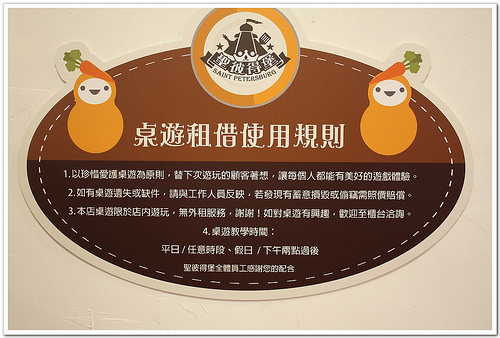 聖彼得堡
SAINT PETERSBURG
桌遊租借使用規則
1.以珍惜愛護桌遊為原則，替下次遊玩的顧客著想，讓每個人都能有美好的遊戲體驗。
2.如有桌遊遺失或缺件，請與工作人員反映，若發現有蓄意損毀或偷竊需照價賠償。
3.本店桌遊限於店內遊玩，無外租服務，謝謝！如對桌遊有興趣，歡迎至櫃台洽詢。
4.桌遊教學時間：
平日/任意時段、假日/下午兩點過後
聖彼得堡全體員工感謝您的配合